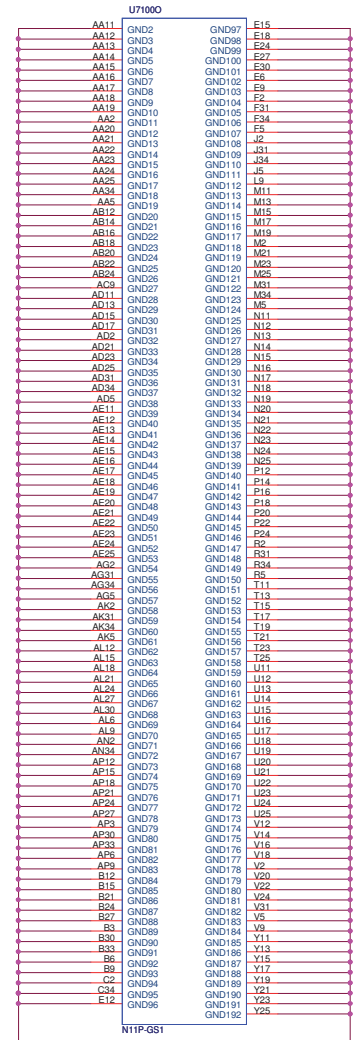 U7100O
AA11 GND2 GND97 E15
AA12 GND3 GND98 E18
AA13 GND4 GND99 E24
AA14 GND5 GND100 E27
AA15 GND6 GND101 E30
AA16 GND7 GND102 E6
AA17 GND8 GND103 E9
AA18 GND9 GND104 F2
AA19 GND10 GND105 F31
AA2 GND11 GND106 F34
AA20 GND12 GND107 F5
AA21 GND13 GND108 J2
AA22 GND14 GND109 J31
AA23 GND15 GND110 J34
AA24 GND16 GND111 J5
AA25 GND17 GND112 L9
AA34 GND18 GND113 M11
AA5 GND19 GND114 M13
AB12 GND20 GND115 M15
AB14 GND21 GND116 M17
AB16 GND22 GND117 M19
AB18 GND23 GND118 M2
AB20 GND24 GND119 M21
AB22 GND25 GND120 M23
AB24 GND26 GND121 M25
AC9 GND27 GND122 M31
AD11 GND28 GND123 M34
AD13 GND29 GND124 M5
AD15 GND30 GND125 N11
AD17 GND31 GND126 N12
AD2 GND32 GND127 N13
AD21 GND33 GND128 N14
AD23 GND34 GND129 N15
AD25 GND35 GND130 N16
AD31 GND36 GND131 N17
AD34 GND37 GND132 N18
AD5 GND38 GND133 N19
AE11 GND39 GND134 N20
AE12 GND40 GND135 N21
AE13 GND41 GND136 N22
AE14 GND42 GND137 N23
AE15 GND43 GND138 N24
AE16 GND44 GND139 N25
AE17 GND45 GND140 P12
AE18 GND46 GND141 P14
AE19 GND47 GND142 P16
AE20 GND48 GND143 P18
AE21 GND49 GND144 P20
AE22 GND50 GND145 P22
AE23 GND51 GND146 P24
AE24 GND52 GND147 R2
AE25 GND53 GND148 R31
AG2 GND54 GND149 R34
AG31 GND55 GND150 R5
AG34 GND56 GND151 T11
AG5 GND57 GND152 T13
AK2 GND58 GND153 T15
AK31 GND59 GND154 T17
AK34 GND60 GND155 T19
AK5 GND61 GND156 T21
AL12 GND62 GND157 T23
AL15 GND63 GND158 T25
AL18 GND64 GND159 U11
AL21 GND65 GND160 U12
AL24 GND66 GND161 U13
AL27 GND67 GND162 U14
AL30 GND68 GND163 U15
AL6 GND69 GND164 U16
AL9 GND70 GND165 U17
AN2 GND71 GND166 U18
AN34 GND72 GND167 U19
AP12 GND73 GND168 U20
AP15 GND74 GND169 U21
AP18 GND75 GND170 U22
AP21 GND76 GND171 U23
AP24 GND77 GND172 U24
AP27 GND78 GND173 U25
AP3 GND79 GND174 V12
AP30 GND80 GND175 V14
AP33 GND81 GND176 V16
AP6 GND82 GND177 V18
AP9 GND83 GND178 V2
B12 GND84 GND179 V20
B15 GND85 GND180 V22
B21 GND86 GND181 V24
B24 GND87 GND182 V31
B27 GND88 GND183 V5
B3 GND89 GND184 V9
B30 GND90 GND185 Y11
B33 GND91 GND186 Y13
B6 GND92 GND187 Y15
B9 GND93 GND188 Y17
C2 GND94 GND189 Y19
C34 GND95 GND190 Y21
E12 GND96 GND191 Y23
GND192 Y25
N11P-GS1